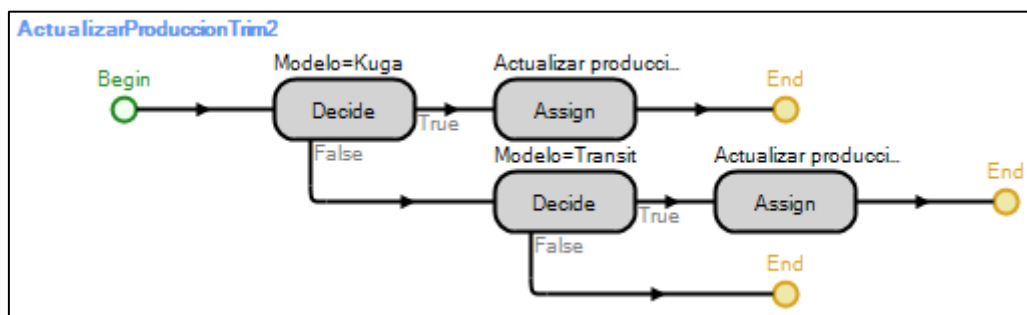 ActualizarProduccionTrim2
Begin
Modelo=Kuga
Decide
True
False
Actualizar producci...
Assign
End
Modelo=Transit
Decide
True
False
Actualizar producci...
Assign
End
End